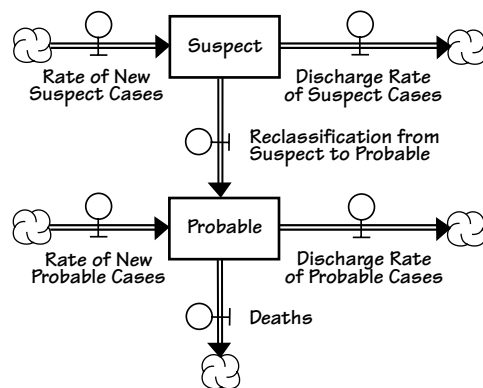 Suspect
Rate of New
Suspect Cases
Discharge Rate
of Suspect Cases
Reclassification from
Suspect to Probable
Probable
Rate of New
Probable Cases
Discharge Rate
of Probable Cases
Deaths